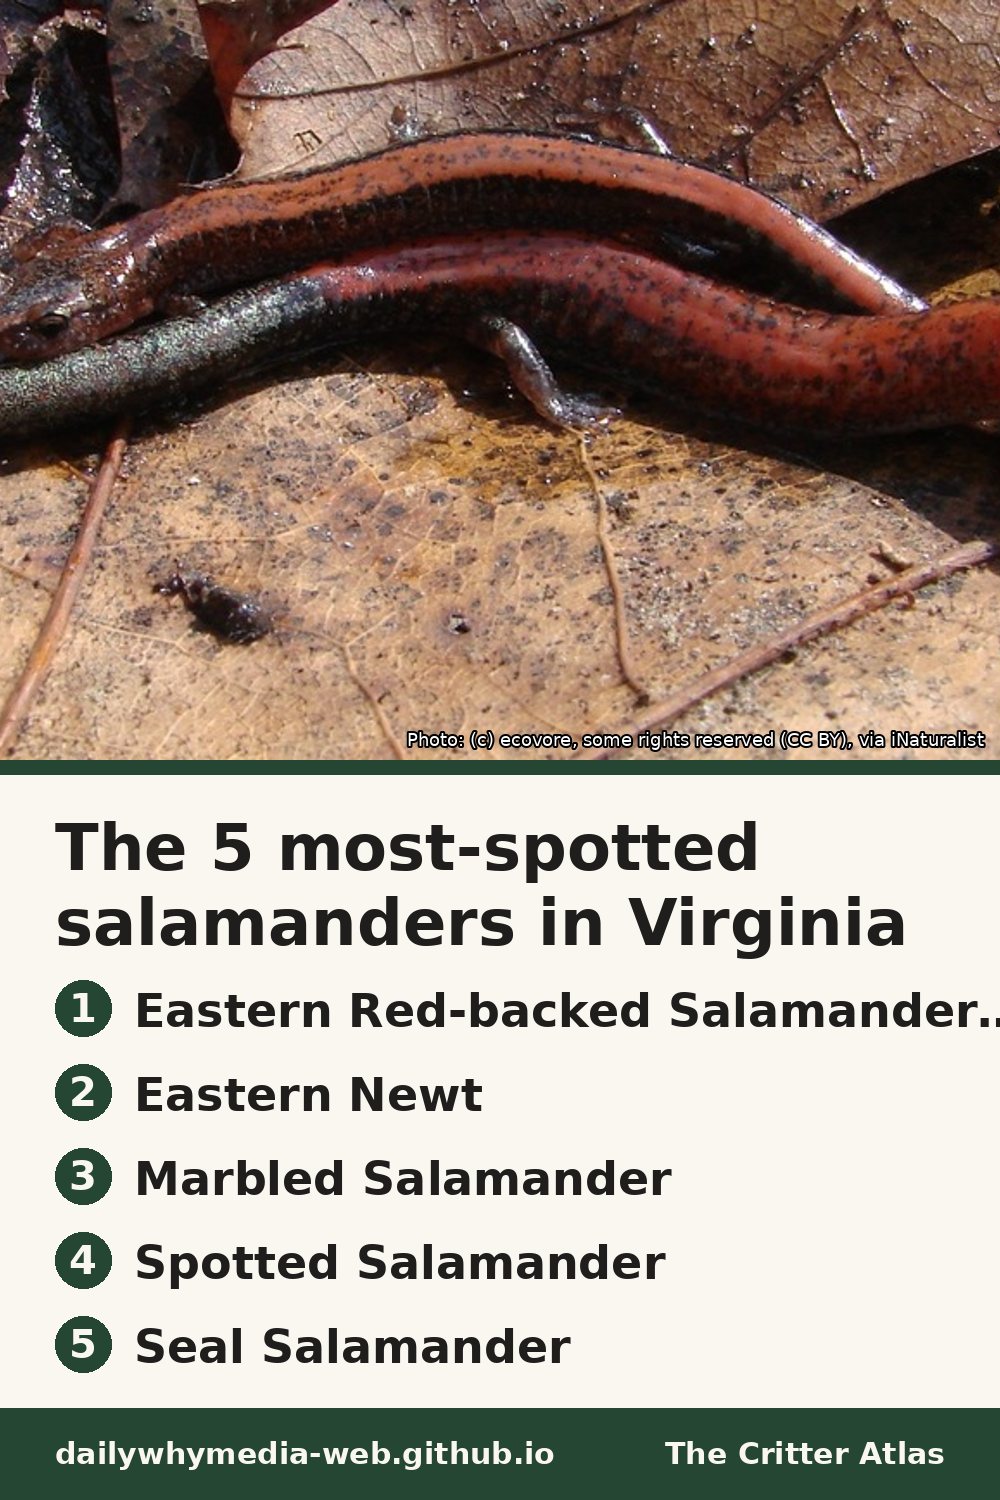 Photo: (c) ecovore, some rights reserved (CC BY), via iNaturalist
The 5 most-spotted
salamanders in Virginia
1 Eastern Red-backed Salamander…
2 Eastern Newt
3 Marbled Salamander
4 Spotted Salamander
5 Seal Salamander
dailywhymedia-web.github.io The Critter Atlas